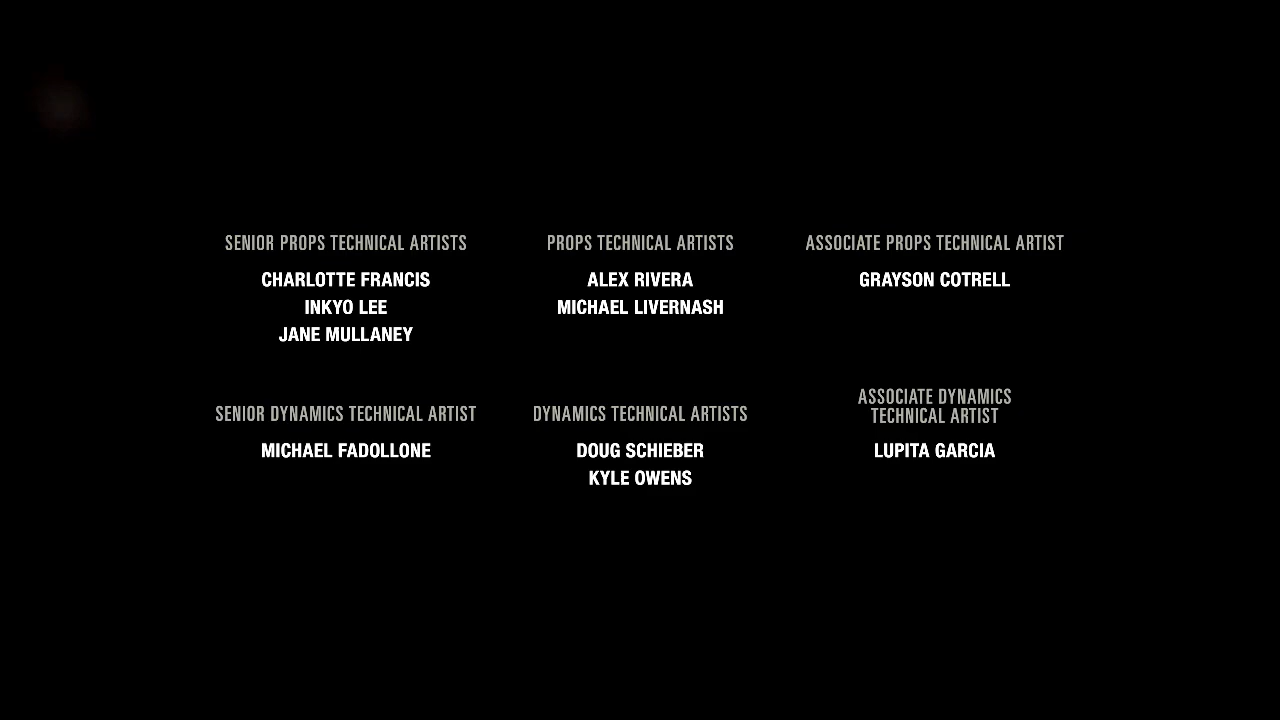 SENIOR PROPS TECHNICAL ARTISTS
CHARLOTTE FRANCIS
INKYO LEE
JANE MULLANEY
PROPS TECHNICAL ARTISTS
ALEX RIVERA
MICHAEL LIVERNASH
ASSOCIATE PROPS TECHNICAL ARTIST
GRAYSON COTRELL
SENIOR DYNAMICS TECHNICAL ARTIST
MICHAEL FADOLLONE
DYNAMICS TECHNICAL ARTISTS
DOUG SCHIEBER
KYLE OWENS
ASSOCIATE DYNAMICS
TECHNICAL ARTIST
LUPITA GARCIA